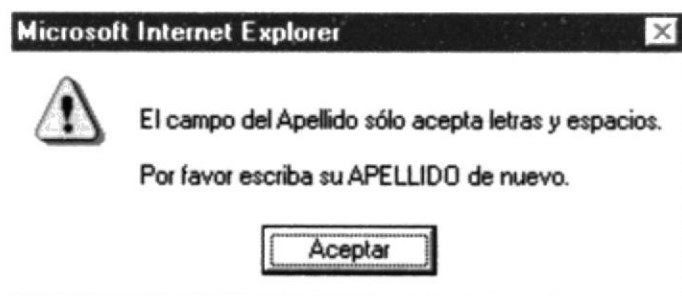 Microsoft Internet Explorer
El campo del Apellido sólo acepta letras y espacios.
Por favor escriba su APELLIDO de nuevo.
Aceptar